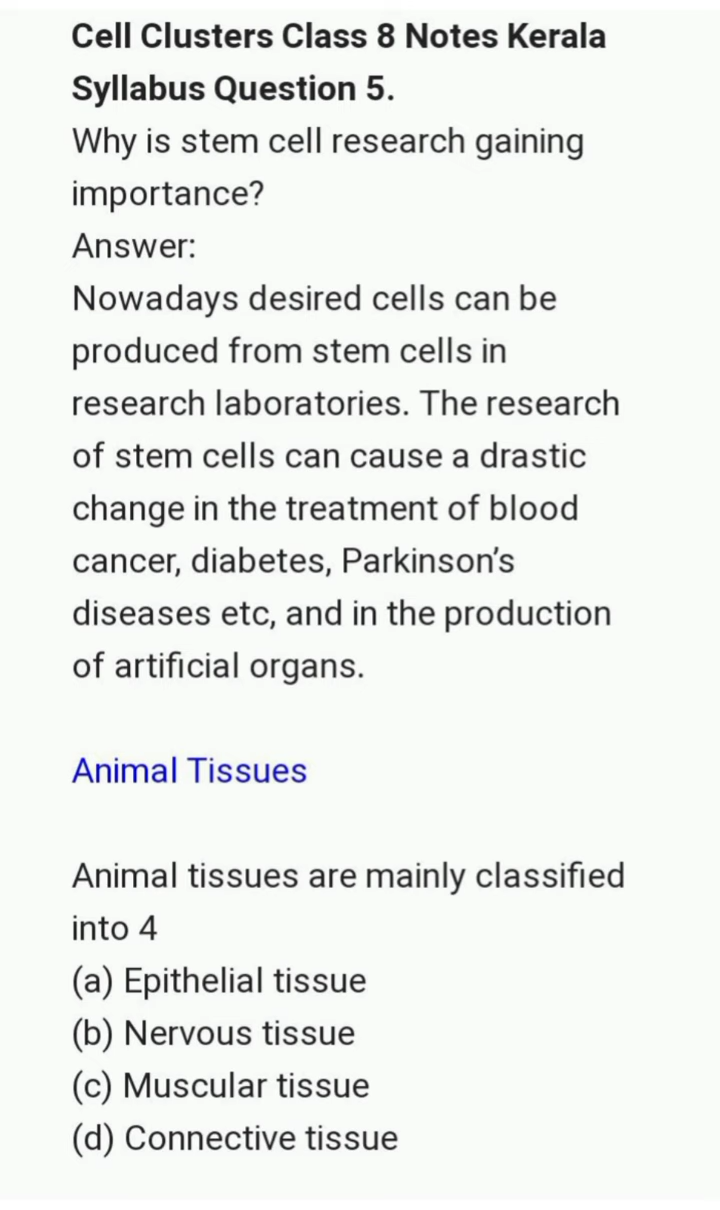 Cell Clusters Class 8 Notes Kerala
Syllabus Question 5.
Why is stem cell research gaining
importance?
Answer:
Nowadays desired cells can be
produced from stem cells in
research laboratories. The research
of stem cells can cause a drastic
change in the treatment of blood
cancer, diabetes, Parkinson’s
diseases etc, and in the production
of artificial organs.
Animal Tissues
Animal tissues are mainly classified
into 4
(a) Epithelial tissue
(b) Nervous tissue
(c) Muscular tissue
(d) Connective tissue